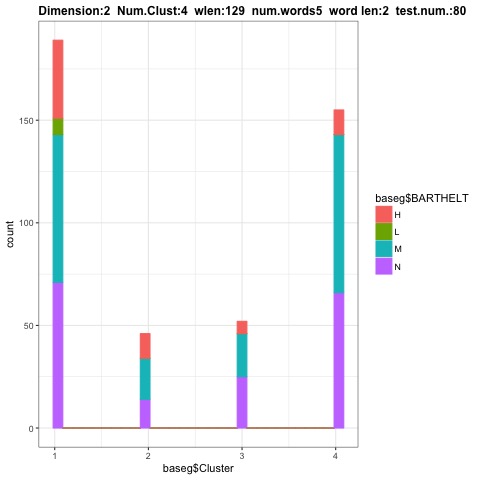 Dimension:2 Num.Clust:4 wlen:129 num.words5 word len:2 test.num.:80
150
100
50
0
count
1 2 3 4
baseg$Cluster
baseg$BARTHELT
H
L
M
N